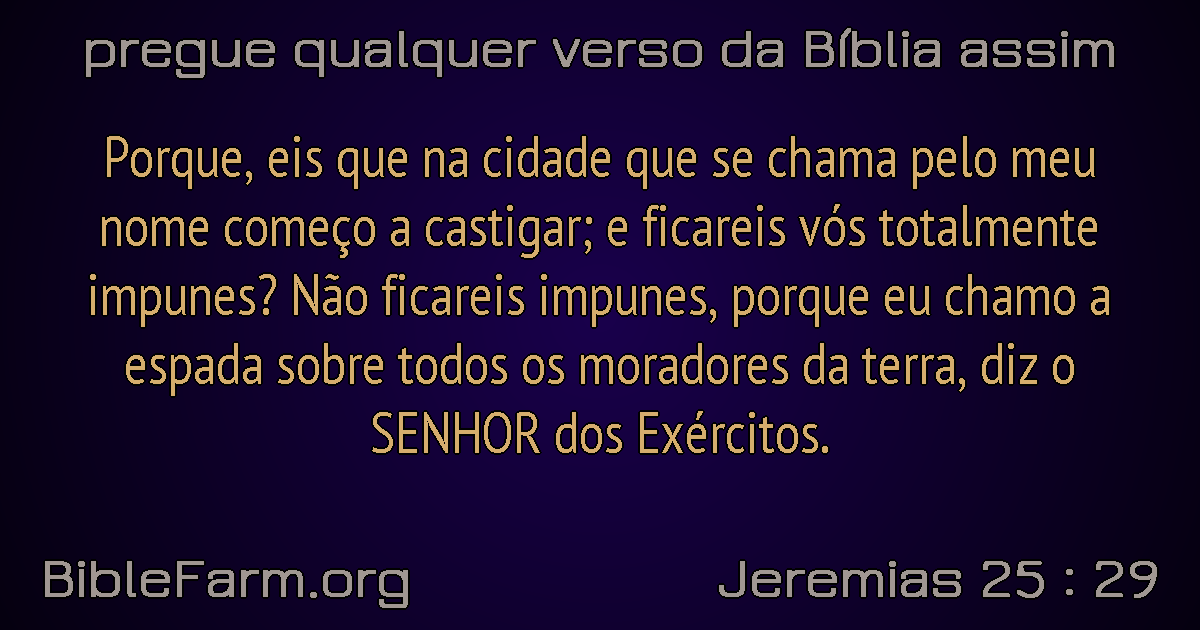 pregue qualquer verso da Bíblia assim
Porque, eis que na cidade que se chama pelo meu
nome começo a castigar; e ficareis vós totalmente
impunes? Não ficareis impunes, porque eu chamo a
espada sobre todos os moradores da terra, diz o
SENHOR dos Exércitos.
BibleFarm.org
Jeremias 25 : 29